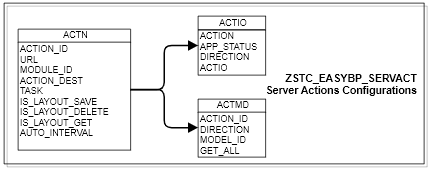 ACTN
ACTION_ID
URL
MODULE_ID
ACTION_DEST
TASK
IS_LAYOUT_SAVE
IS_LAYOUT_DELETE
IS_LAYOUT_GET
AUTO_INTERVAL
ACTIO
ACTION
APP_STATUS
DIRECTION
ACTIO
ACTMD
ACTION_ID
DIRECTION
MODEL_ID
GET_ALL
ZSTC_EASYBP_SERVACT
Server Actions Configurations